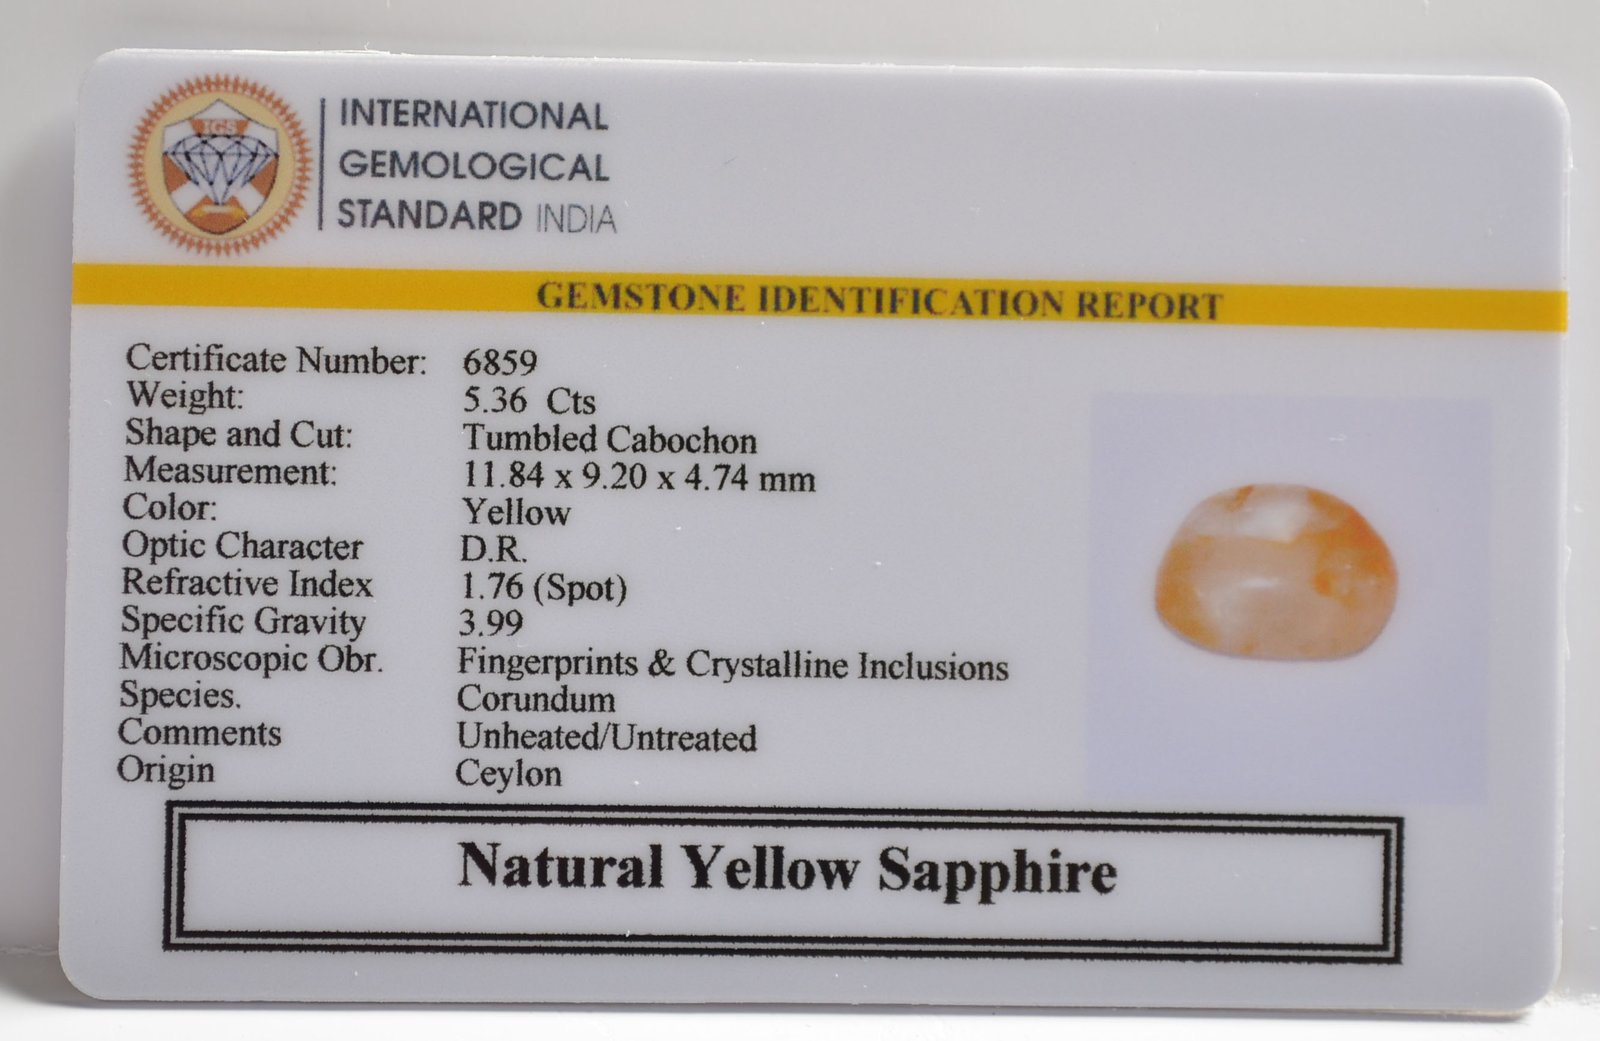 IGS
INTERNATIONAL
GEMOLOGICAL
STANDARD INDIA
GEMSTONE IDENTIFICATION REPORT
Certificate Number: 6859
Weight: 5.36 Cts
Shape and Cut: Tumbled Cabochon
Measurement: 11.84 x 9.20 x 4.74 mm
Color: Yellow
Optic Character D.R.
Refractive Index 1.76 (Spot)
Specific Gravity 3.99
Microscopic Obr. Fingerprints & Crystalline Inclusions
Species. Corundum
Comments Unheated/Untreated
Origin Ceylon
Natural Yellow Sapphire